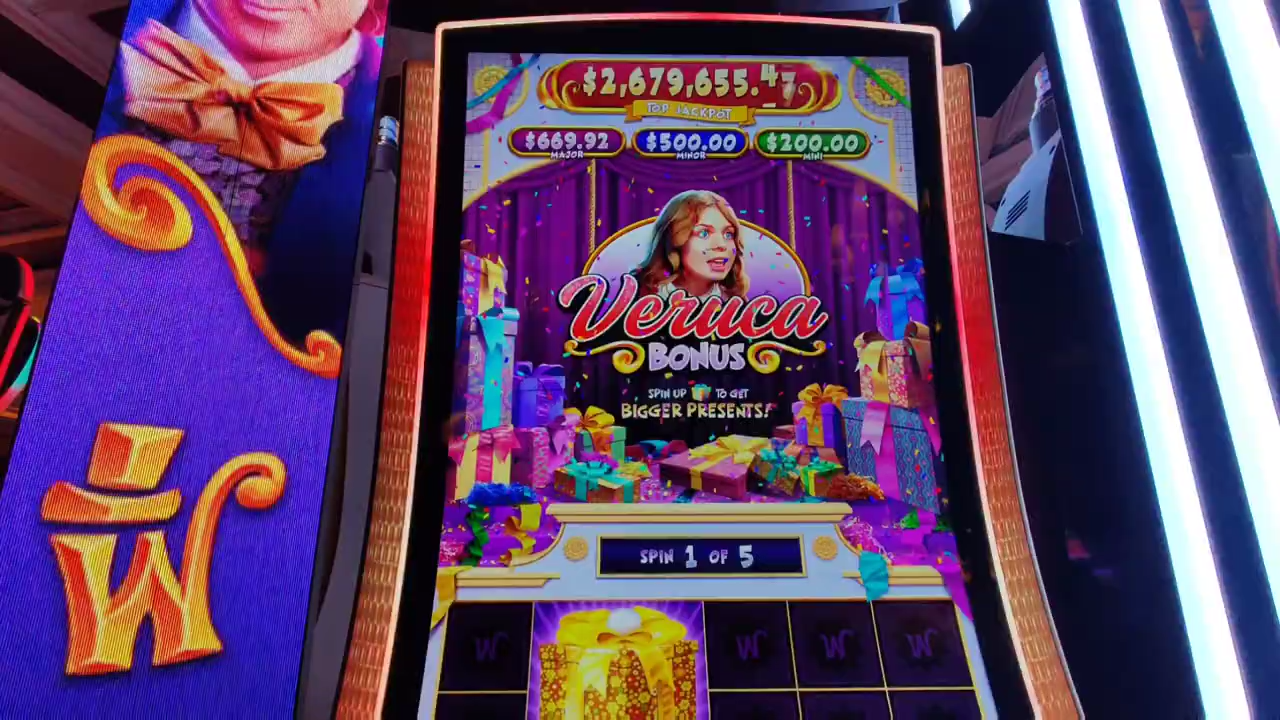 $2,679,655.47
TOP JACKPOT
$669.92 $500.00 $200.00
MAJOR MINOR MINI
Veruca
BONUS
SPIN UP TO GET
BIGGER PRESENTS!
SPIN 1 OF 5
W
W W W W